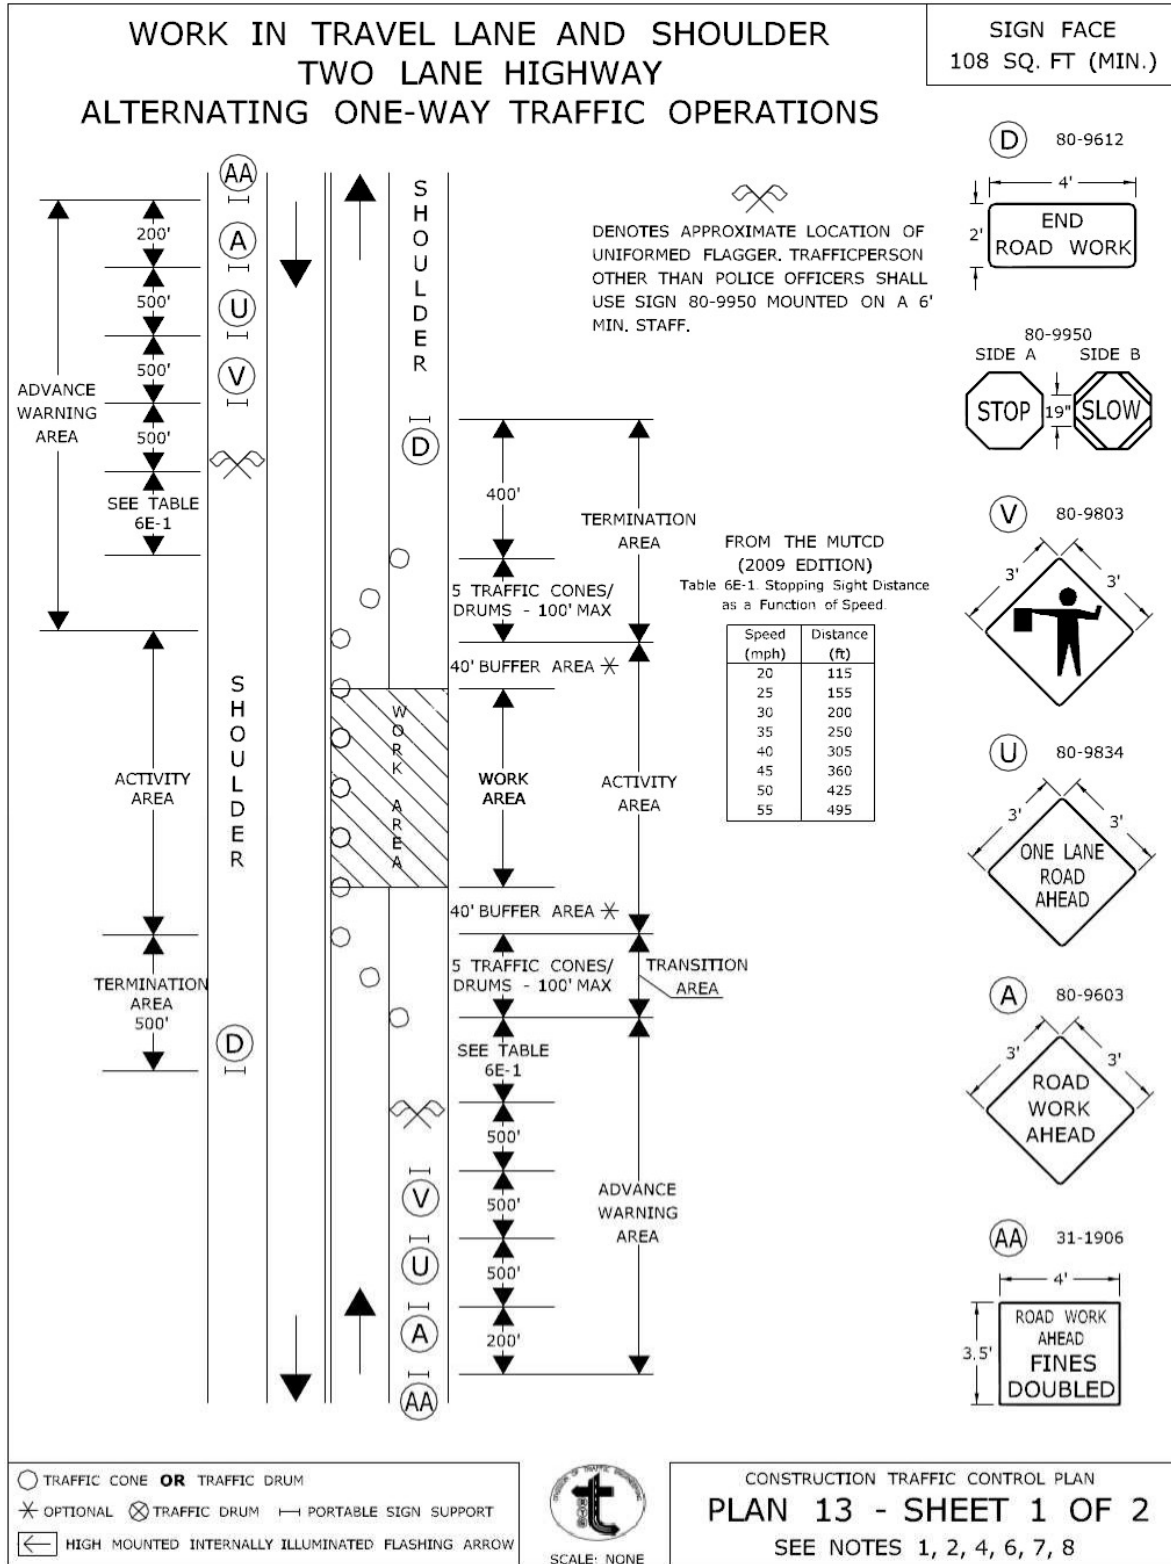 WORK IN TRAVEL LANE AND SHOULDER
TWO LANE HIGHWAY
ALTERNATING ONE-WAY TRAFFIC OPERATIONS
SIGN FACE
108 SQ. FT (MIN.)
AA
A
U
V
200'
500'
500'
500'
SEE TABLE
6E-1
ADVANCE
WARNING
AREA
SHOULDER
ACTIVITY
AREA
TERMINATION
AREA
500'
D
SHOULDER
D
400'
TERMINATION
AREA
5 TRAFFIC CONES/
DRUMS - 100' MAX
40' BUFFER AREA *
WORK AREA
WORK
AREA
ACTIVITY
AREA
40' BUFFER AREA *
5 TRAFFIC CONES/
DRUMS - 100' MAX
TRANSITION
AREA
SEE TABLE
6E-1
500'
500'
500'
200'
V
U
A
AA
ADVANCE
WARNING
AREA
DENOTES APPROXIMATE LOCATION OF
UNIFORMED FLAGGER. TRAFFICPERSON
OTHER THAN POLICE OFFICERS SHALL
USE SIGN 80-9950 MOUNTED ON A 6'
MIN. STAFF.
FROM THE MUTCD
(2009 EDITION)
Table 6E-1. Stopping Sight Distance
as a Function of Speed.
Speed (mph) Distance (ft)
20 115
25 155
30 200
35 250
40 305
45 360
50 425
55 495
D 80-9612
4'
2'
END
ROAD WORK
80-9950
SIDE A SIDE B
STOP 19" SLOW
V 80-9803
3' 3'
U 80-9834
3' 3'
ONE LANE
ROAD
AHEAD
A 80-9603
3' 3'
ROAD
WORK
AHEAD
AA 31-1906
4'
3.5'
ROAD WORK
AHEAD
FINES
DOUBLED
TRAFFIC CONE OR TRAFFIC DRUM
* OPTIONAL TRAFFIC DRUM PORTABLE SIGN SUPPORT
HIGH MOUNTED INTERNALLY ILLUMINATED FLASHING ARROW
DIVISION OF TRAFFIC ENGINEERING
SCALE: NONE
CONSTRUCTION TRAFFIC CONTROL PLAN
PLAN 13 - SHEET 1 OF 2
SEE NOTES 1, 2, 4, 6, 7, 8